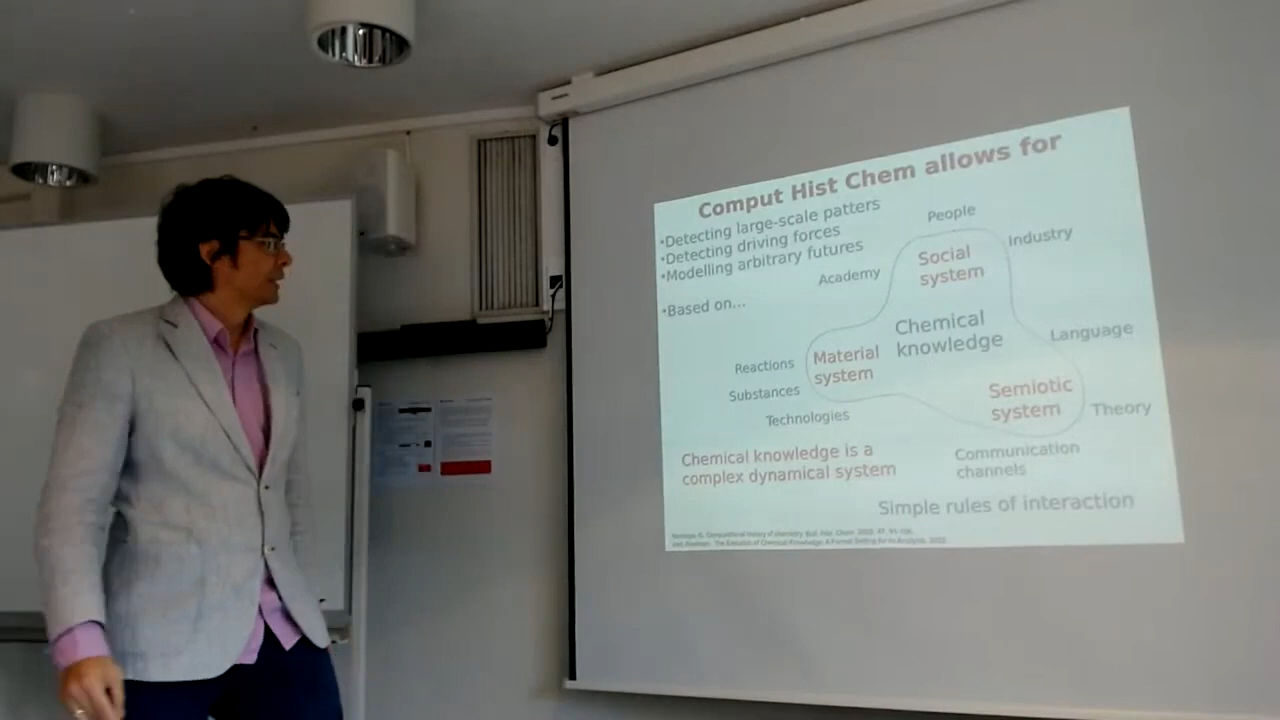 Comput Hist Chem allows for
•Detecting large-scale patters
•Detecting driving forces
•Modelling arbitrary futures
•Based on...
People
Industry
Academy
Social
system
Chemical
knowledge
Language
Material
system
Reactions
Substances
Technologies
Semiotic
system
Theory
Communication
channels
Chemical knowledge is a
complex dynamical system
Simple rules of interaction